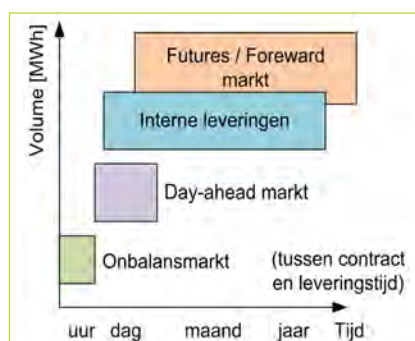 Volume [MWh]
Futures / Foreward
markt
Interne leveringen
Day-ahead markt
Onbalansmarkt
(tussen contract
en leveringstijd)
uur dag maand jaar Tijd